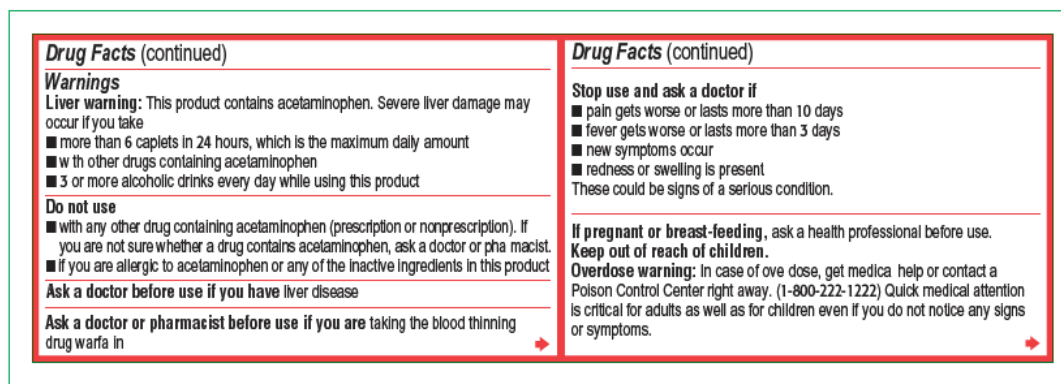 Drug Facts (continued)
Warnings
Liver warning: This product contains acetaminophen. Severe liver damage may
occur if you take
■ more than 6 caplets in 24 hours, which is the maximum daily amount
■ w th other drugs containing acetaminophen
■ 3 or more alcoholic drinks every day while using this product
Do not use
■ with any other drug containing acetaminophen (prescription or nonprescription). If
you are not sure whether a drug contains acetaminophen, ask a doctor or pha macist.
■ if you are allergic to acetaminophen or any of the inactive ingredients in this product
Ask a doctor before use if you have liver disease
Ask a doctor or pharmacist before use if you are taking the blood thinning
drug warfa in
Drug Facts (continued)
Stop use and ask a doctor if
■ pain gets worse or lasts more than 10 days
■ fever gets worse or lasts more than 3 days
■ new symptoms occur
■ redness or swelling is present
These could be signs of a serious condition.
If pregnant or breast-feeding, ask a health professional before use.
Keep out of reach of children.
Overdose warning: In case of ove dose, get medica help or contact a
Poison Control Center right away. (1-800-222-1222) Quick medical attention
is critical for adults as well as for children even if you do not notice any signs
or symptoms.